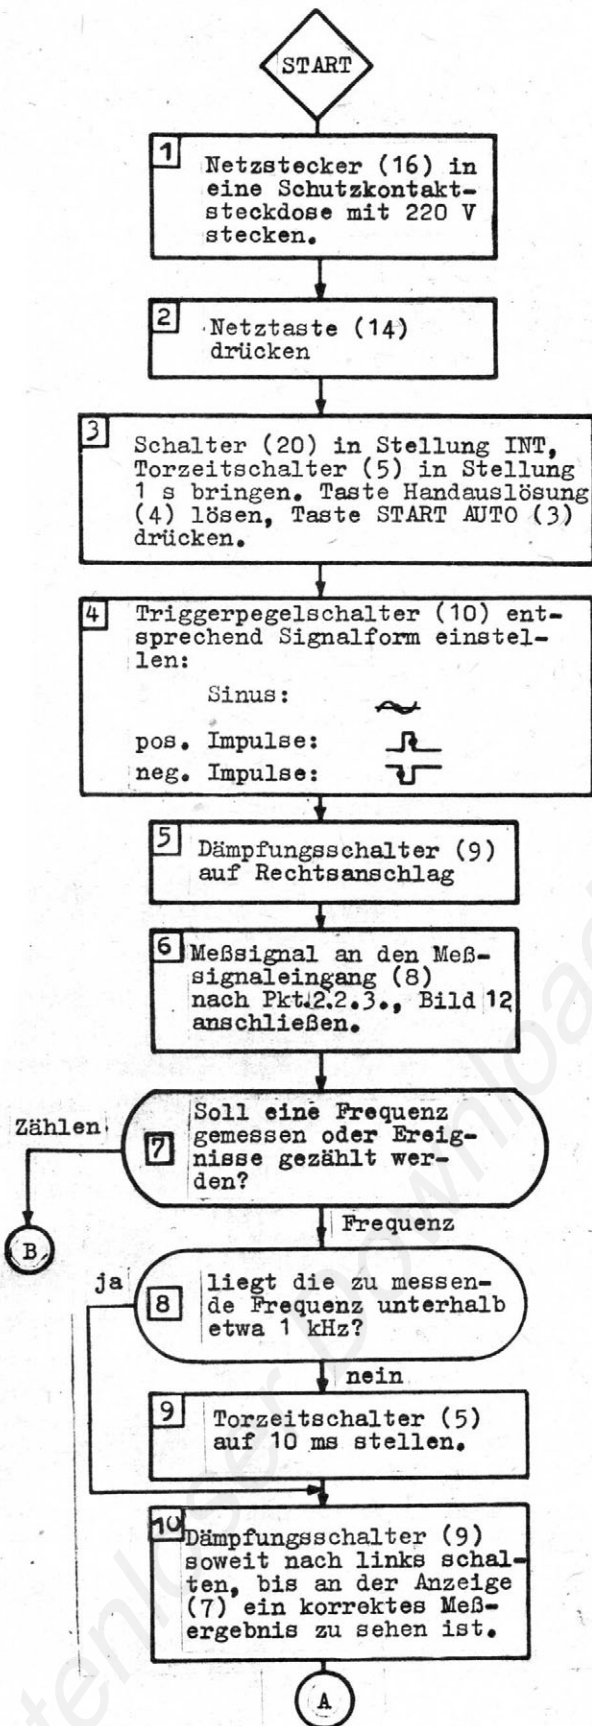 START
1
Netzstecker (16) in
eine Schutzkontakt-
steckdose mit 220 V
stecken.
2
Netztaste (14)
drücken
3
Schalter (20) in Stellung INT,
Torzeitschalter (5) in Stellung
1 s bringen. Taste Handauslösung
(4) lösen, Taste START AUTO (3)
drücken.
4
Triggerpegelschalter (10) ent-
sprechend Signalform einstel-
len:
Sinus:
pos. Impulse:
neg. Impulse:
5
Dämpfungsschalter (9)
auf Rechtsanschlag
6
Meßsignal an den Meß-
signaleingang (8)
nach Pkt.2.2.3., Bild 12
anschließen.
Zählen
7
Soll eine Frequenz
gemessen oder Ereig-
nisse gezählt wer-
den?
B
Frequenz
ja
8
liegt die zu messen-
de Frequenz unterhalb
etwa 1 kHz?
nein
9
Torzeitschalter (5)
auf 10 ms stellen.
10
Dämpfungsschalter (9)
soweit nach links schal-
ten, bis an der Anzeige
(7) ein korrektes Meß-
ergebnis zu sehen ist.
A